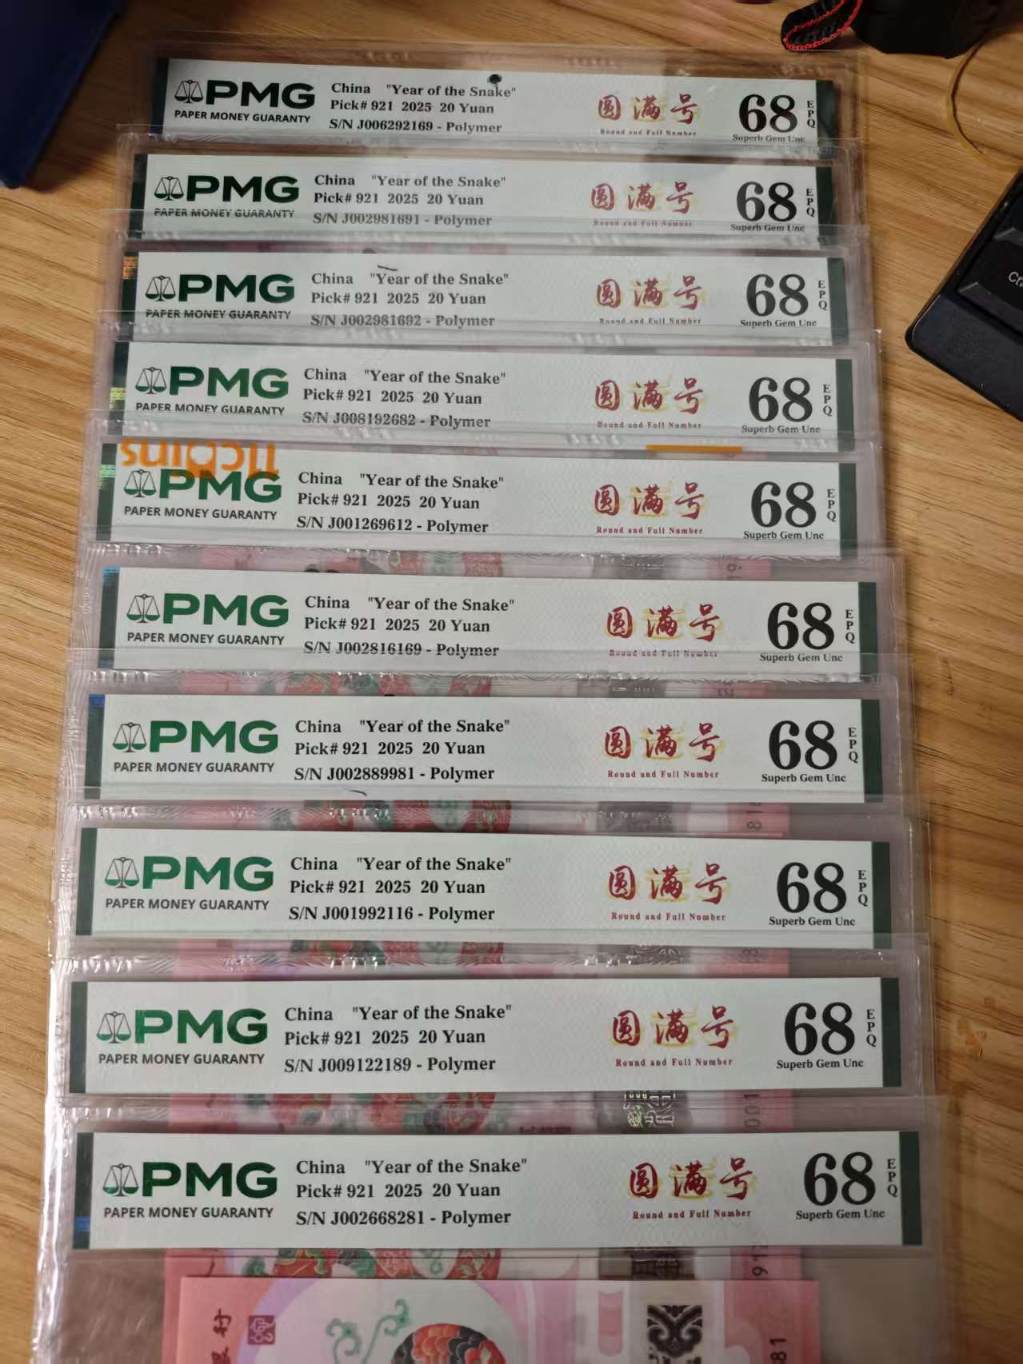 PMG
PAPER MONEY GUARANTY
China "Year of the Snake"
Pick# 921 2025 20 Yuan
S/N J006292169 - Polymer
圆满号
Round and Full Number
68
EPQ
Superb Gem Unc
PMG
PAPER MONEY GUARANTY
China "Year of the Snake"
Pick# 921 2025 20 Yuan
S/N J002981691 - Polymer
圆满号
Round and Full Number
68
EPQ
Superb Gem Unc
PMG
PAPER MONEY GUARANTY
China "Year of the Snake"
Pick# 921 2025 20 Yuan
S/N J002981692 - Polymer
圆满号
Round and Full Number
68
EPQ
Superb Gem Unc
PMG
PAPER MONEY GUARANTY
China "Year of the Snake"
Pick# 921 2025 20 Yuan
S/N J008192682 - Polymer
圆满号
Round and Full Number
68
EPQ
Superb Gem Unc
PMG
PAPER MONEY GUARANTY
China "Year of the Snake"
Pick# 921 2025 20 Yuan
S/N J001269612 - Polymer
圆满号
Round and Full Number
68
EPQ
Superb Gem Unc
PMG
PAPER MONEY GUARANTY
China "Year of the Snake"
Pick# 921 2025 20 Yuan
S/N J002816169 - Polymer
圆满号
Round and Full Number
68
EPQ
Superb Gem Unc
PMG
PAPER MONEY GUARANTY
China "Year of the Snake"
Pick# 921 2025 20 Yuan
S/N J002889981 - Polymer
圆满号
Round and Full Number
68
EPQ
Superb Gem Unc
PMG
PAPER MONEY GUARANTY
China "Year of the Snake"
Pick# 921 2025 20 Yuan
S/N J001992116 - Polymer
圆满号
Round and Full Number
68
EPQ
Superb Gem Unc
PMG
PAPER MONEY GUARANTY
China "Year of the Snake"
Pick# 921 2025 20 Yuan
S/N J009122189 - Polymer
圆满号
Round and Full Number
68
EPQ
Superb Gem Unc
PMG
PAPER MONEY GUARANTY
China "Year of the Snake"
Pick# 921 2025 20 Yuan
S/N J002668281 - Polymer
圆满号
Round and Full Number
68
EPQ
Superb Gem Unc